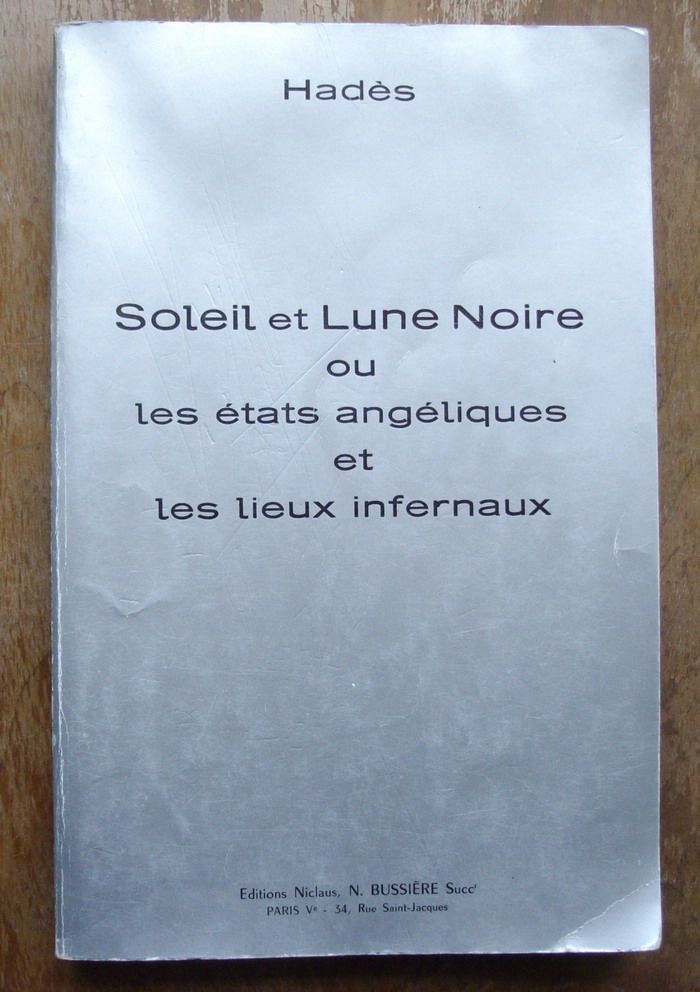 Hadès
Soleil et Lune Noire
ou
les états angéliques
et
les lieux infernaux
Editions Niclaus, N. BUSSIÈRE Succʳ
PARIS Vᵉ - 34, Rue Saint-Jacques